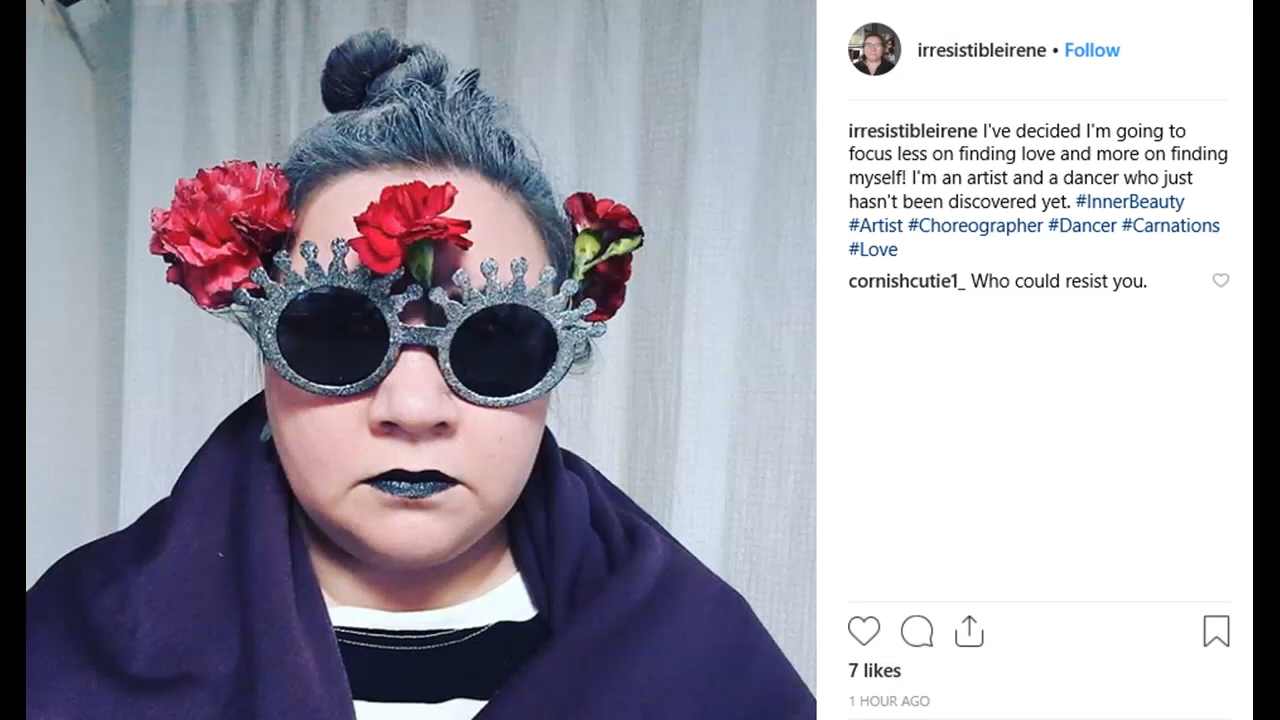 irresistibleirene • Follow
irresistibleirene I've decided I'm going to
focus less on finding love and more on finding
myself! I'm an artist and a dancer who just
hasn't been discovered yet. #InnerBeauty
#Artist #Choreographer #Dancer #Carnations
#Love
cornishcutie1_ Who could resist you.
7 likes
1 HOUR AGO